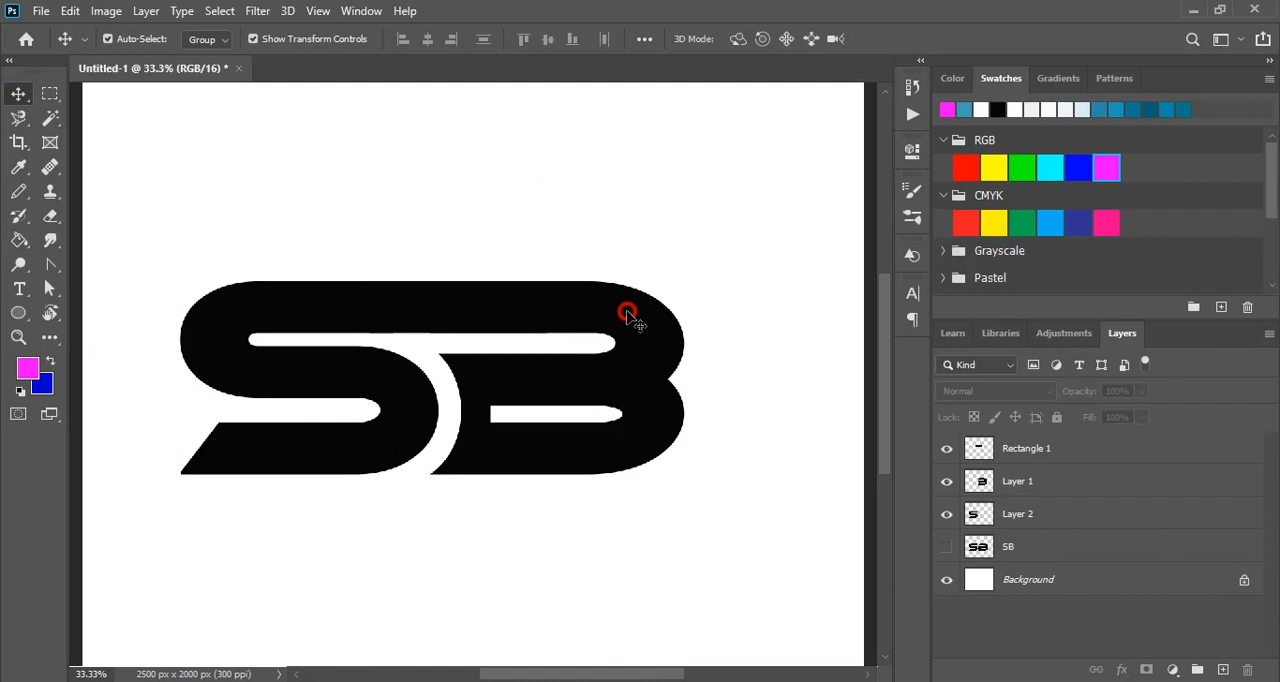 Ps File Edit Image Layer Type Select Filter 3D View Window Help
Auto-Select: Group Show Transform Controls 3D Mode:
Untitled-1 @ 33.3% (RGB/16) * ×
Color Swatches Gradients Patterns
RGB
CMYK
Grayscale
Pastel
SB
Learn Libraries Adjustments Layers
Kind
Normal Opacity: 100%
Lock: Fill: 100%
Rectangle 1
Layer 1
Layer 2
SB
Background
33.33% 2500 px x 2000 px (300 ppi)